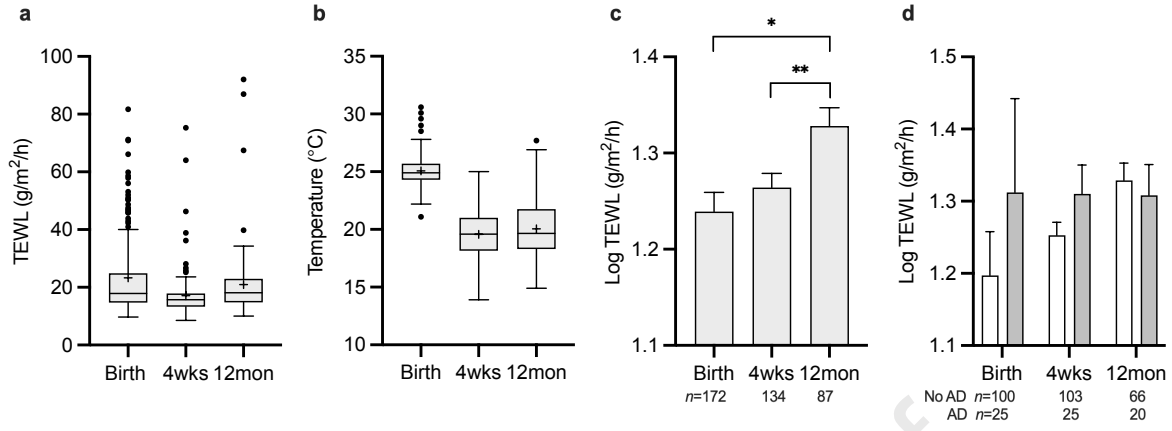 a
TEWL (g/m²/h)
100
80
60
40
20
0
Birth 4wks 12mon
b
Temperature (°C)
35
30
25
20
15
10
Birth 4wks 12mon
c
Log TEWL (g/m²/h)
1.4
1.3
1.2
1.1
*
**
Birth 4wks 12mon
n=172 134 87
d
Log TEWL (g/m²/h)
1.5
1.4
1.3
1.2
1.1
Birth 4wks 12mon
No AD n=100 103 66
AD n=25 25 20